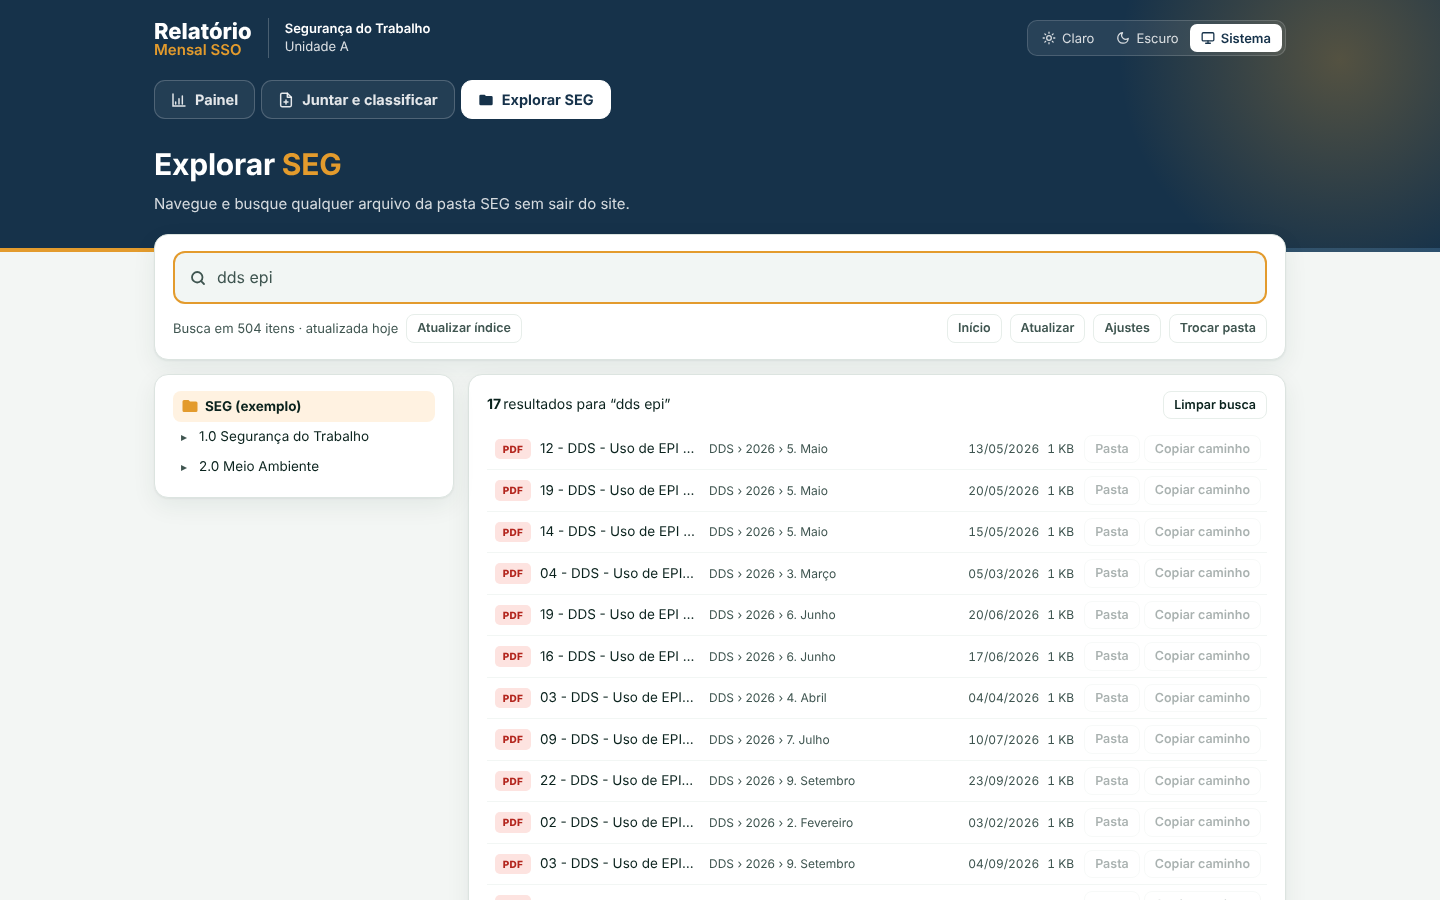 Relatório
Mensal SSO
Segurança do Trabalho
Unidade A
Claro
Escuro
Sistema
Painel
Juntar e classificar
Explorar SEG
Explorar SEG
Navegue e busque qualquer arquivo da pasta SEG sem sair do site.
dds epi
Busca em 504 itens · atualizada hoje
Atualizar índice
Início
Atualizar
Ajustes
Trocar pasta
SEG (exemplo)
1.0 Segurança do Trabalho
2.0 Meio Ambiente
17 resultados para “dds epi”
Limpar busca
PDF 12 - DDS - Uso de EPI ... DDS › 2026 › 5. Maio 13/05/2026 1 KB Pasta Copiar caminho
PDF 19 - DDS - Uso de EPI ... DDS › 2026 › 5. Maio 20/05/2026 1 KB Pasta Copiar caminho
PDF 14 - DDS - Uso de EPI ... DDS › 2026 › 5. Maio 15/05/2026 1 KB Pasta Copiar caminho
PDF 04 - DDS - Uso de EPI... DDS › 2026 › 3. Março 05/03/2026 1 KB Pasta Copiar caminho
PDF 19 - DDS - Uso de EPI ... DDS › 2026 › 6. Junho 20/06/2026 1 KB Pasta Copiar caminho
PDF 16 - DDS - Uso de EPI ... DDS › 2026 › 6. Junho 17/06/2026 1 KB Pasta Copiar caminho
PDF 03 - DDS - Uso de EPI... DDS › 2026 › 4. Abril 04/04/2026 1 KB Pasta Copiar caminho
PDF 09 - DDS - Uso de EPI... DDS › 2026 › 7. Julho 10/07/2026 1 KB Pasta Copiar caminho
PDF 22 - DDS - Uso de EPI... DDS › 2026 › 9. Setembro 23/09/2026 1 KB Pasta Copiar caminho
PDF 02 - DDS - Uso de EPI... DDS › 2026 › 2. Fevereiro 03/02/2026 1 KB Pasta Copiar caminho
PDF 03 - DDS - Uso de EPI... DDS › 2026 › 9. Setembro 04/09/2026 1 KB Pasta Copiar caminho